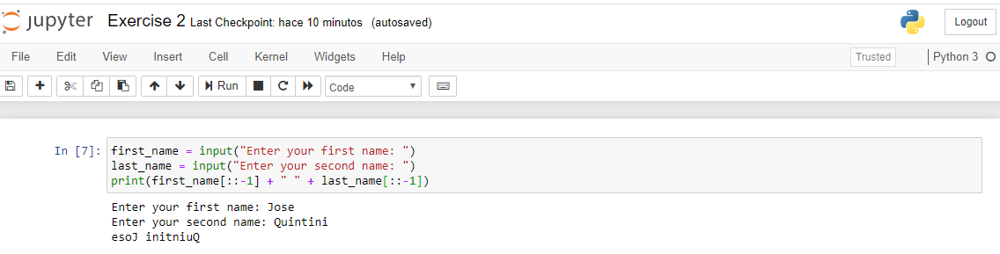 jupyter Exercise 2 Last Checkpoint: hace 10 minutos (autosaved) Logout
File Edit View Insert Cell Kernel Widgets Help Trusted Python 3
Run Code
In [7]: first_name = input("Enter your first name: ")
last_name = input("Enter your second name: ")
print(first_name[::-1] + " " + last_name[::-1])
Enter your first name: Jose
Enter your second name: Quintini
esoJ initniuQ